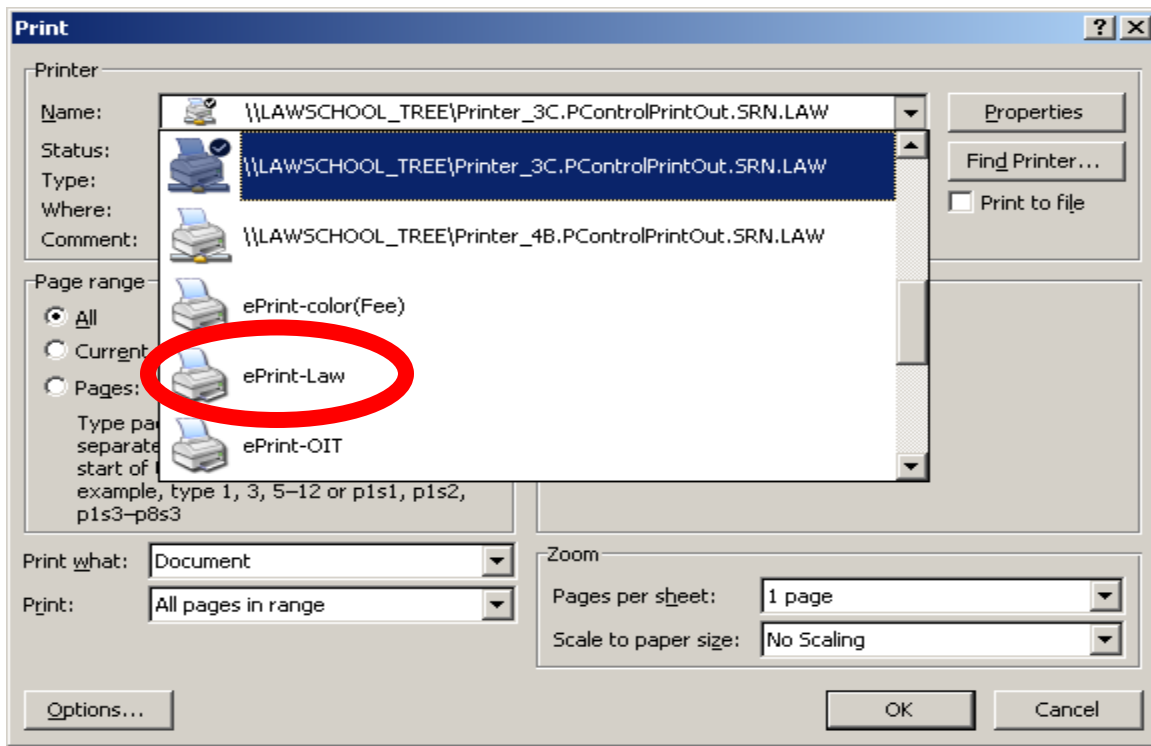 Print
Printer
Name: \\LAWSCHOOL_TREE\Printer_3C.PControlPrintOut.SRN.LAW
Properties
Status:
\\LAWSCHOOL_TREE\Printer_3C.PControlPrintOut.SRN.LAW
Find Printer...
Type:
Where:
Print to file
Comment:
\\LAWSCHOOL_TREE\Printer_4B.PControlPrintOut.SRN.LAW
Page range
ePrint-color(Fee)
All
Current
ePrint-Law
Pages:
Type
ePrint-OIT
separate
start of
example, type 1, 3, 5–12 or p1s1, p1s2,
p1s3–p8s3
Print what: Document
Print: All pages in range
Zoom
Pages per sheet: 1 page
Scale to paper size: No Scaling
Options...
OK
Cancel